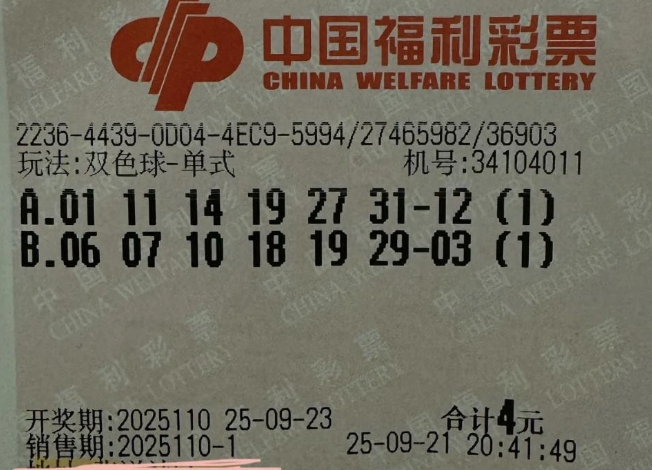 中国福利彩票
CHINA WELFARE LOTTERY
2236-4439-0D04-4EC9-5994/27465982/36903
玩法:双色球-单式 机号:34104011
A.01 11 14 19 27 31-12 (1)
B.06 07 10 18 19 29-03 (1)
开奖期:2025110 25-09-23 合计4元
销售期:2025110-1 25-09-21 20:41:49